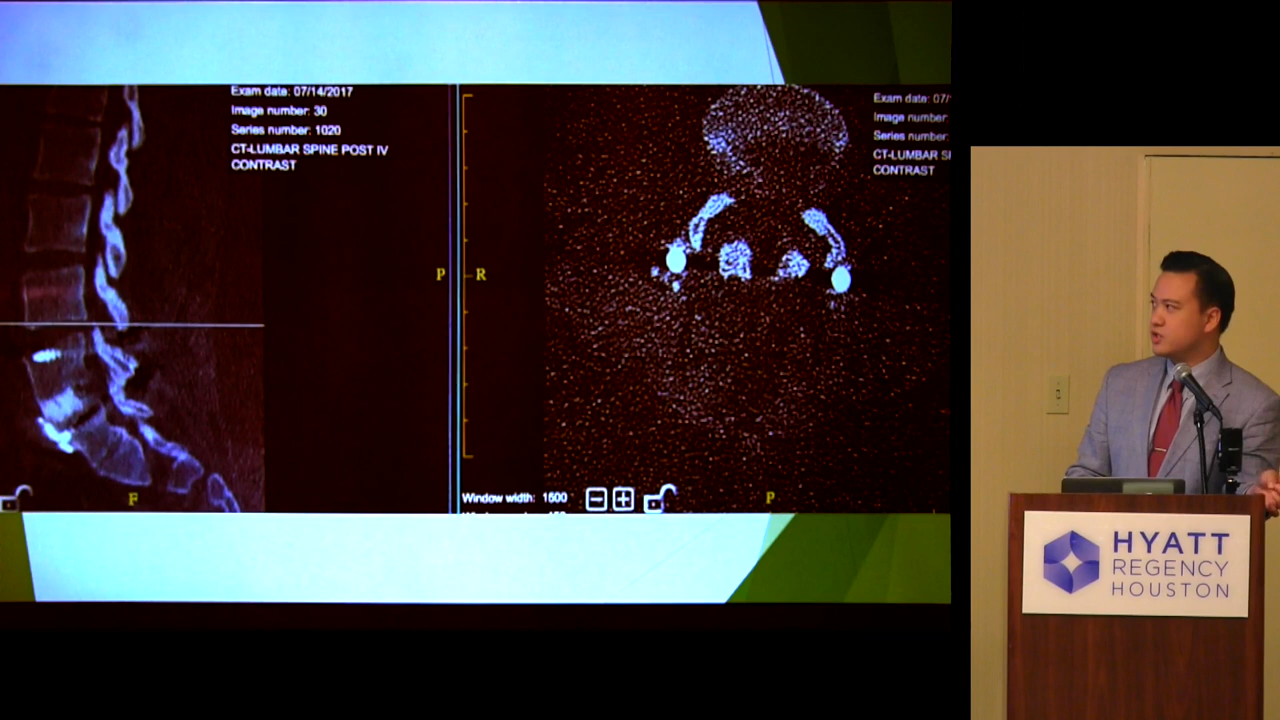 Exam date: 07/14/2017
Image number: 30
Series number: 1020
CT-LUMBAR SPINE POST IV
CONTRAST
P
F
Exam date: 07/
Image number:
Series number:
CT-LUMBAR SP
CONTRAST
R
Window width: 1600
P
HYATT
REGENCY
HOUSTON